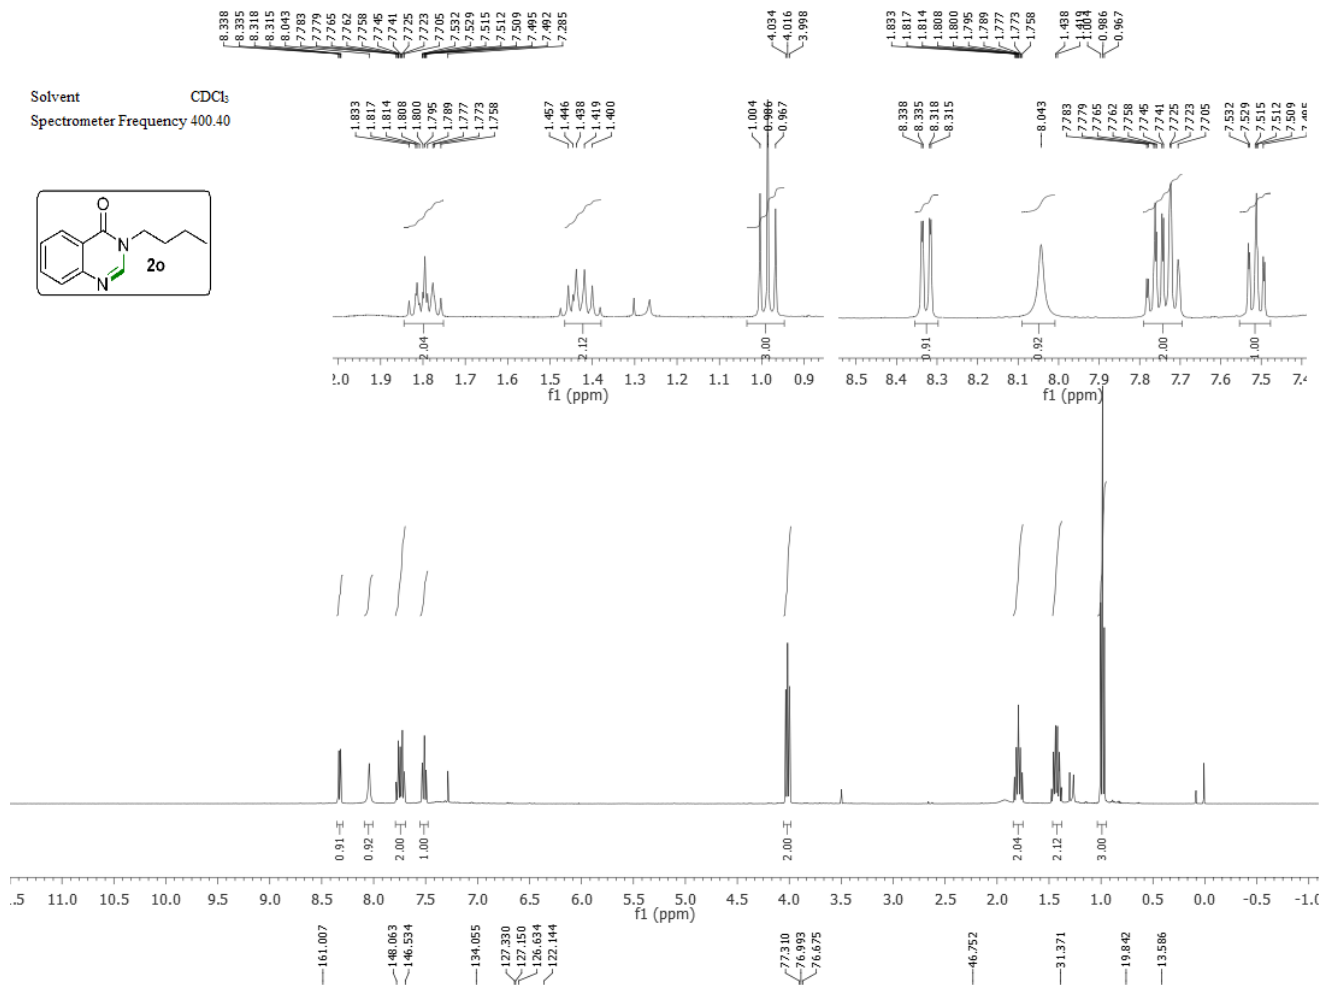 8.338 8.335 8.318 8.315 8.043 7.783 7.779 7.765 7.762 7.758 7.745 7.741 7.725 7.723 7.705 7.532 7.529 7.515 7.512 7.509 7.495 7.492 7.285
4.034 4.016 3.998
1.833 1.817 1.814 1.808 1.800 1.795 1.789 1.777 1.773 1.758 1.438 1.419 1.004 0.986 0.967
Solvent CDCl3
Spectrometer Frequency 400.40
1.833 1.817 1.814 1.808 1.800 1.795 1.789 1.777 1.773 1.758
1.457 1.446 1.438 1.419 1.400
1.004 0.986 0.967
8.338 8.335 8.318 8.315
8.043
7.783 7.779 7.765 7.762 7.758 7.745 7.741 7.725 7.723 7.705
7.532 7.529 7.515 7.512 7.509 7.495
O
N
N
2o
2.04 2.12 3.00
2.0 1.9 1.8 1.7 1.6 1.5 1.4 1.3 1.2 1.1 1.0 0.9
f1 (ppm)
0.91 0.92 2.00 1.00
8.5 8.4 8.3 8.2 8.1 8.0 7.9 7.8 7.7 7.6 7.5 7.4
f1 (ppm)
0.91 0.92 2.00 1.00 2.00 2.04 2.12 3.00
.5 11.0 10.5 10.0 9.5 9.0 8.5 8.0 7.5 7.0 6.5 6.0 5.5 5.0 4.5 4.0 3.5 3.0 2.5 2.0 1.5 1.0 0.5 0.0 -0.5 -1.0
f1 (ppm)
161.007 148.063 146.534 134.055 127.330 127.150 126.634 122.144 77.310 76.993 76.675 46.752 31.371 19.842 13.586